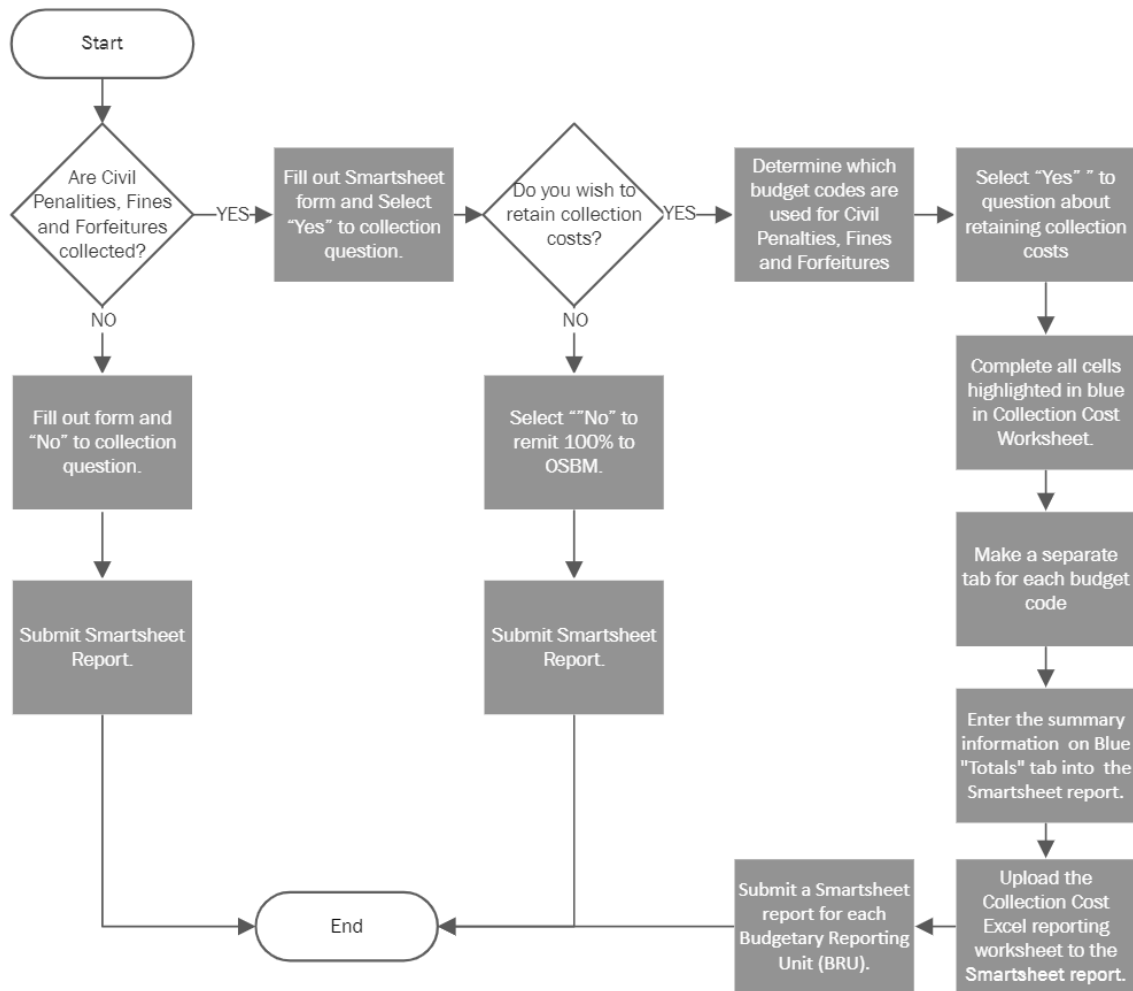 Start
Are Civil
Penalities, Fines
and Forfeitures
collected?
YES
Fill out Smartsheet
form and Select
“Yes” to collection
question.
Do you wish to
retain collection
costs?
YES
Determine which
budget codes are
used for Civil
Penalties, Fines
and Forfeitures
Select “Yes” ” to
question about
retaining collection
costs
NO
NO
Fill out form and
“No” to collection
question.
Select “”No” to
remit 100% to
OSBM.
Complete all cells
highlighted in blue
in Collection Cost
Worksheet.
Make a separate
tab for each budget
code
Submit Smartsheet
Report.
Submit Smartsheet
Report.
Enter the summary
information on Blue
"Totals" tab into the
Smartsheet report.
Upload the
Collection Cost
Excel reporting
worksheet to the
Smartsheet report.
Submit a Smartsheet
report for each
Budgetary Reporting
Unit (BRU).
End